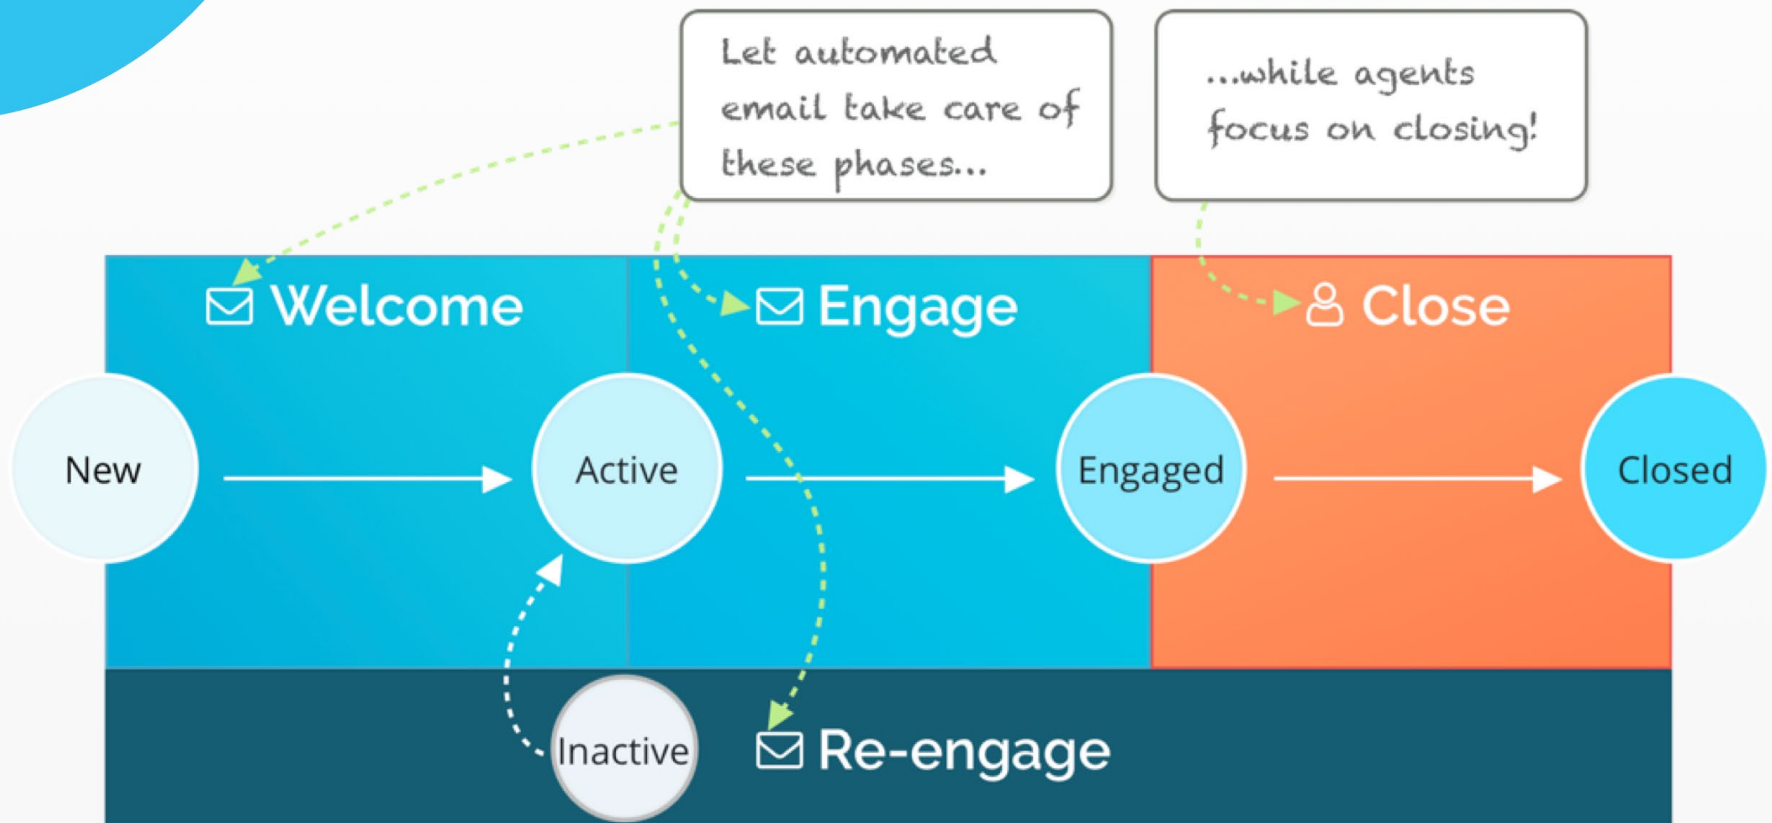 Let automated
email take care of
these phases...
...while agents
focus on closing!
Welcome
Engage
Close
New
Active
Engaged
Closed
Inactive
Re-engage